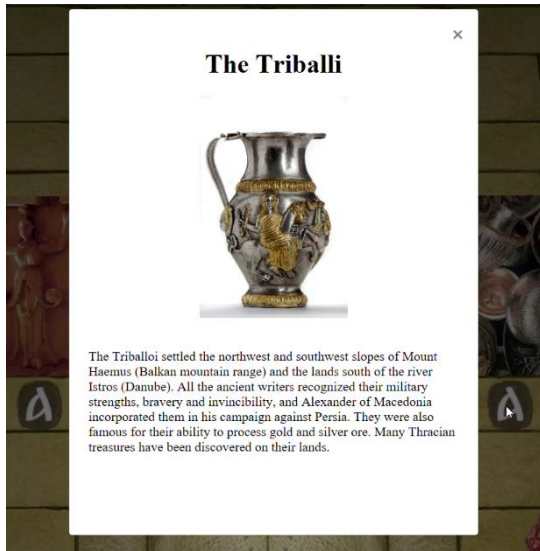 ×
The Triballi
The Triballoi settled the northwest and southwest slopes of Mount
Haemus (Balkan mountain range) and the lands south of the river
Istros (Danube). All the ancient writers recognized their military
strengths, bravery and invincibility, and Alexander of Macedonia
incorporated them in his campaign against Persia. They were also
famous for their ability to process gold and silver ore. Many Thracian
treasures have been discovered on their lands.